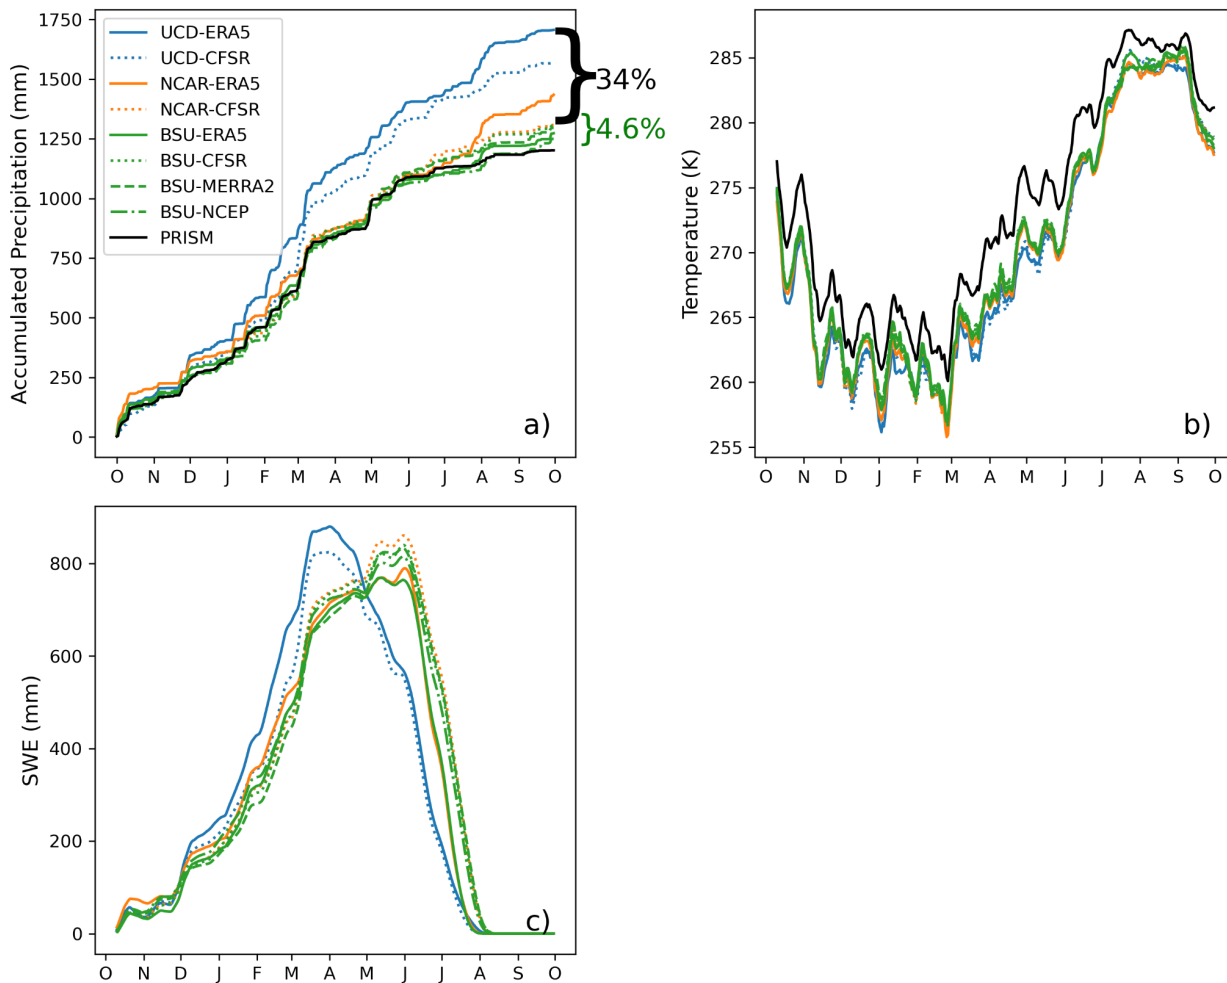 Accumulated Precipitation (mm)
1750
1500
1250
1000
750
500
250
0
UCD-ERA5
UCD-CFSR
NCAR-ERA5
NCAR-CFSR
BSU-ERA5
BSU-CFSR
BSU-MERRA2
BSU-NCEP
PRISM
}34%
}4.6%
a)
O N D J F M A M J J A S O
Temperature (K)
285
280
275
270
265
260
255
b)
O N D J F M A M J J A S O
SWE (mm)
800
600
400
200
0
c)
O N D J F M A M J J A S O